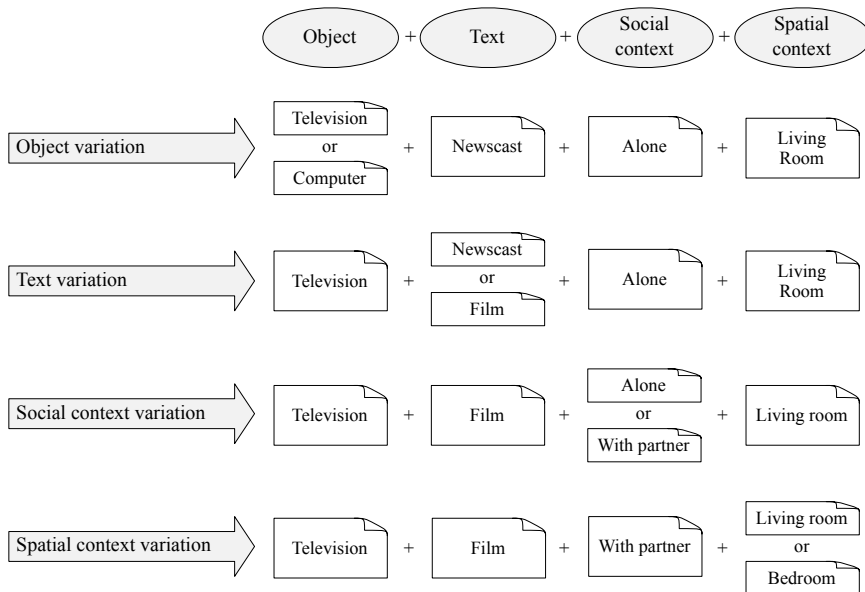 Object + Text + Social context + Spatial context
Object variation Television or Computer + Newscast + Alone + Living Room
Text variation Television + Newscast or Film + Alone + Living Room
Social context variation Television + Film + Alone or With partner + Living room
Spatial context variation Television + Film + With partner + Living room or Bedroom